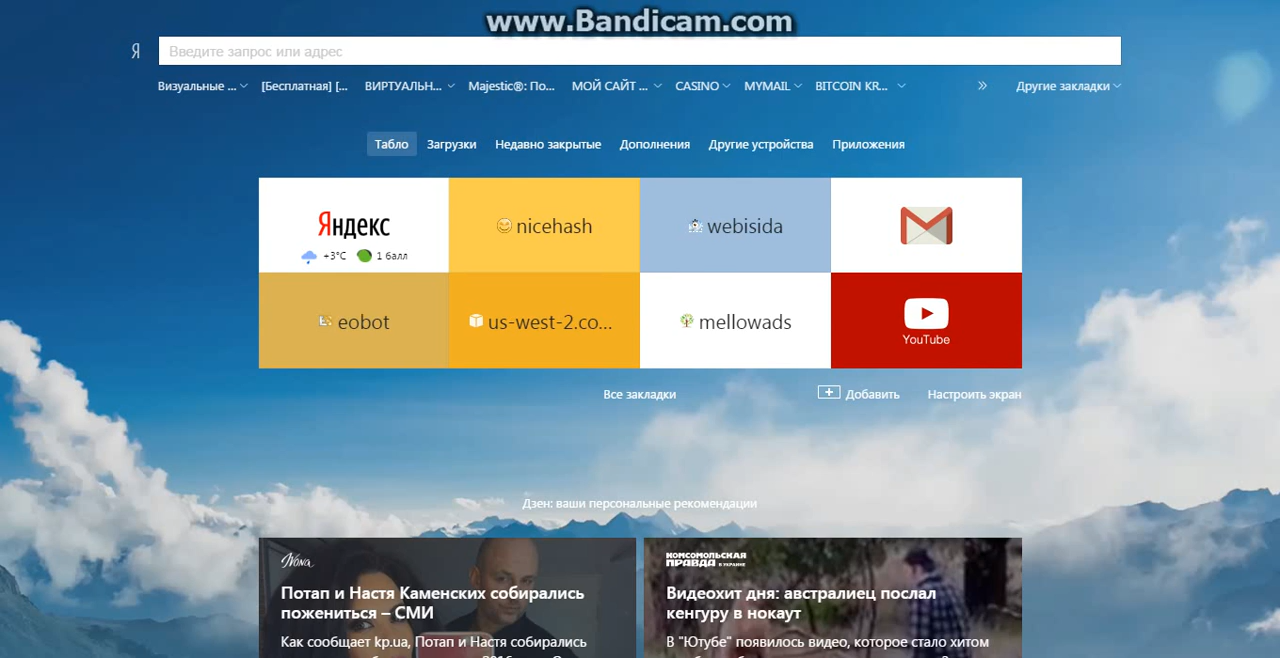 www.Bandicam.com
Я Введите запрос или адрес
Визуальные ... [Бесплатная] [... ВИРТУАЛЬН... Majestic®: По... МОЙ САЙТ ... CASINO MYMAIL BITCOIN KR... » Другие закладки
Табло Загрузки Недавно закрытые Дополнения Другие устройства Приложения
Яндекс nicehash webisida
+3°C 1 балл
eobot us-west-2.co... mellowads YouTube
Все закладки Добавить Настроить экран
Дзен: ваши персональные рекомендации
Nona
Потап и Настя Каменских собирались
пожениться – СМИ
Как сообщает kp.ua, Потап и Настя собирались
КОМСОМОЛЬСКАЯ
ПРАВДА В УКРАИНЕ
Видеохит дня: австралиец послал
кенгуру в нокаут
В "Ютубе" появилось видео, которое стало хитом